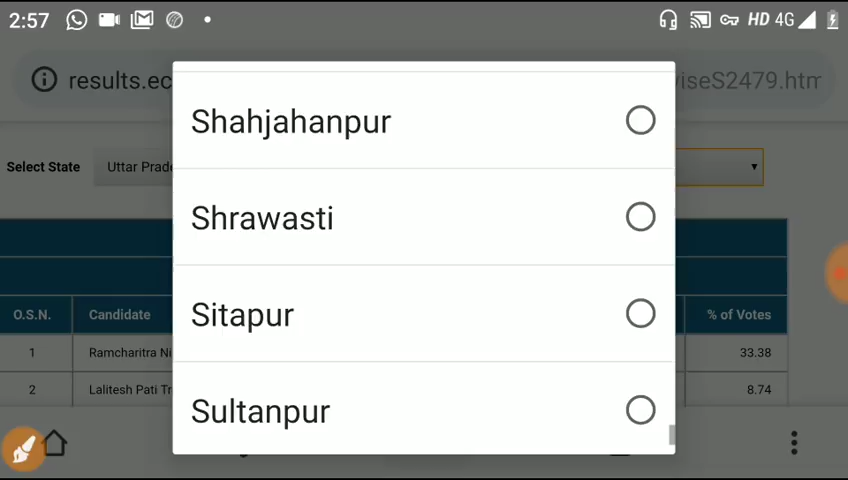 2:57 HD 4G
results.ec viseS2479.htm
Shahjahanpur
Select State Uttar Prad
Shrawasti
Sitapur
O.S.N. Candidate % of Votes
1 Ramcharitra Ni 33.38
2 Lalitesh Pati Tr 8.74
Sultanpur